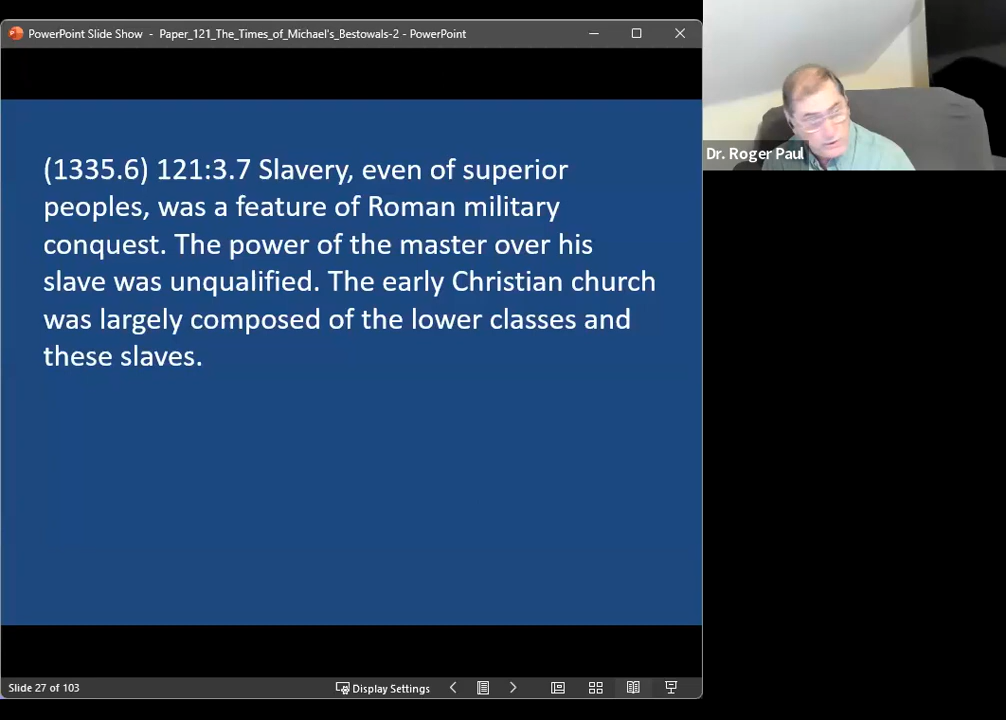 PowerPoint Slide Show - Paper_121_The_Times_of_Michael's_Bestowals-2 - PowerPoint
(1335.6) 121:3.7 Slavery, even of superior
peoples, was a feature of Roman military
conquest. The power of the master over his
slave was unqualified. The early Christian church
was largely composed of the lower classes and
these slaves.
Dr. Roger Paul
Slide 27 of 103
Display Settings